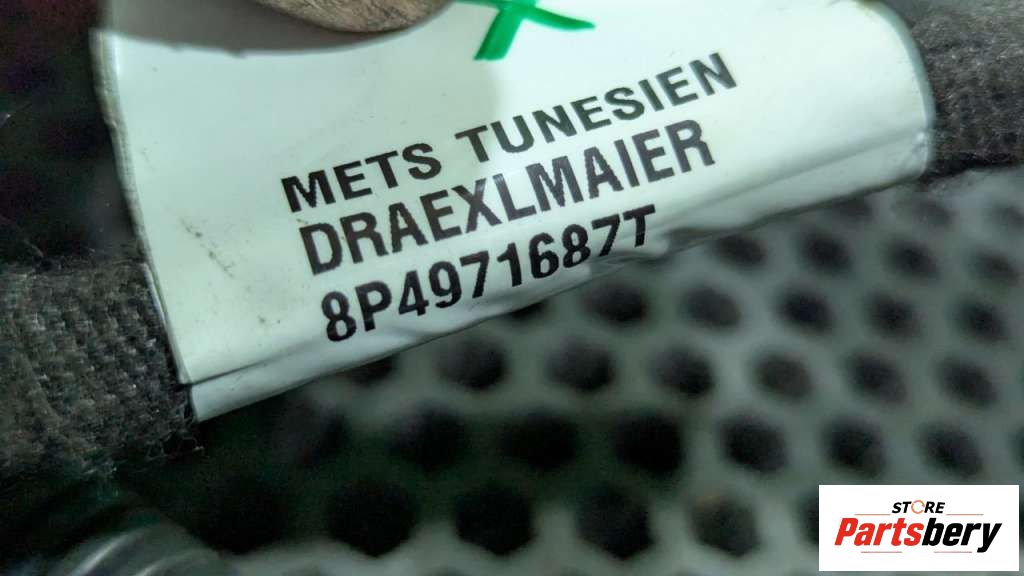 METS TUNESIEN
DRAEXLMAIER
8P4971687T
STORE
Partsbery